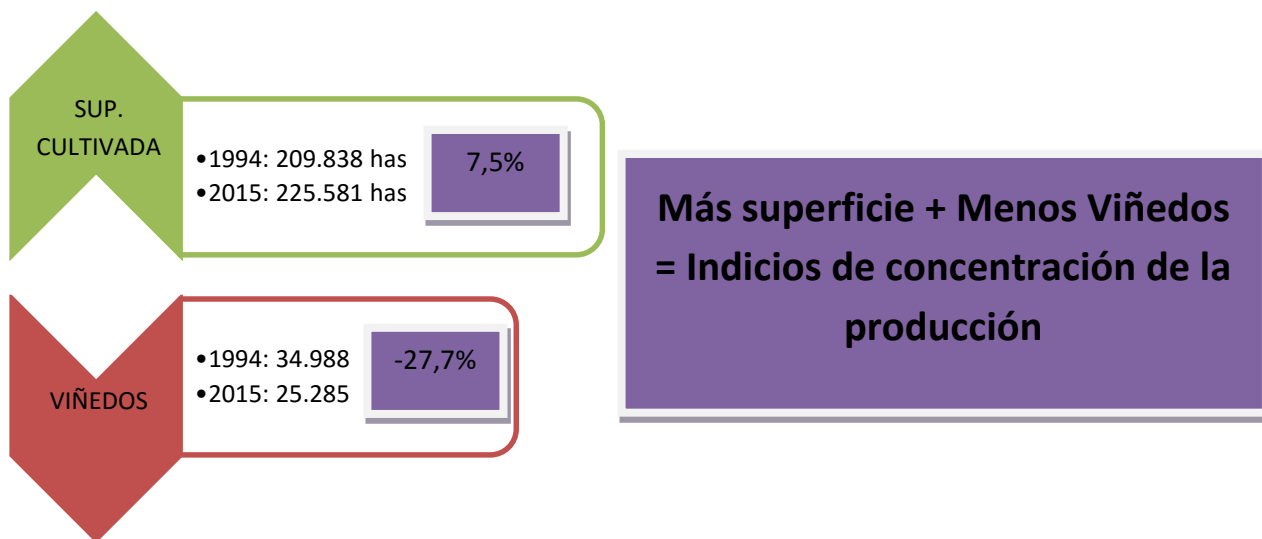 SUP.
CULTIVADA
•1994: 209.838 has
•2015: 225.581 has
7,5%
VIÑEDOS
•1994: 34.988
•2015: 25.285
-27,7%
Más superficie + Menos Viñedos
= Indicios de concentración de la
producción